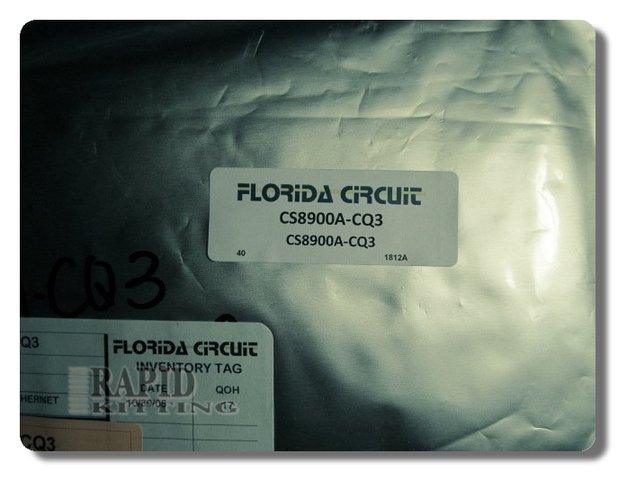 FLORIDA CIRCUIT
CS8900A-CQ3
CS8900A-CQ3
40 1812A
-CQ3
CQ3
FLORIDA CIRCUIT
INVENTORY TAG
DATE QOH
HERNET
17
CQ3
RAPID
KITTING